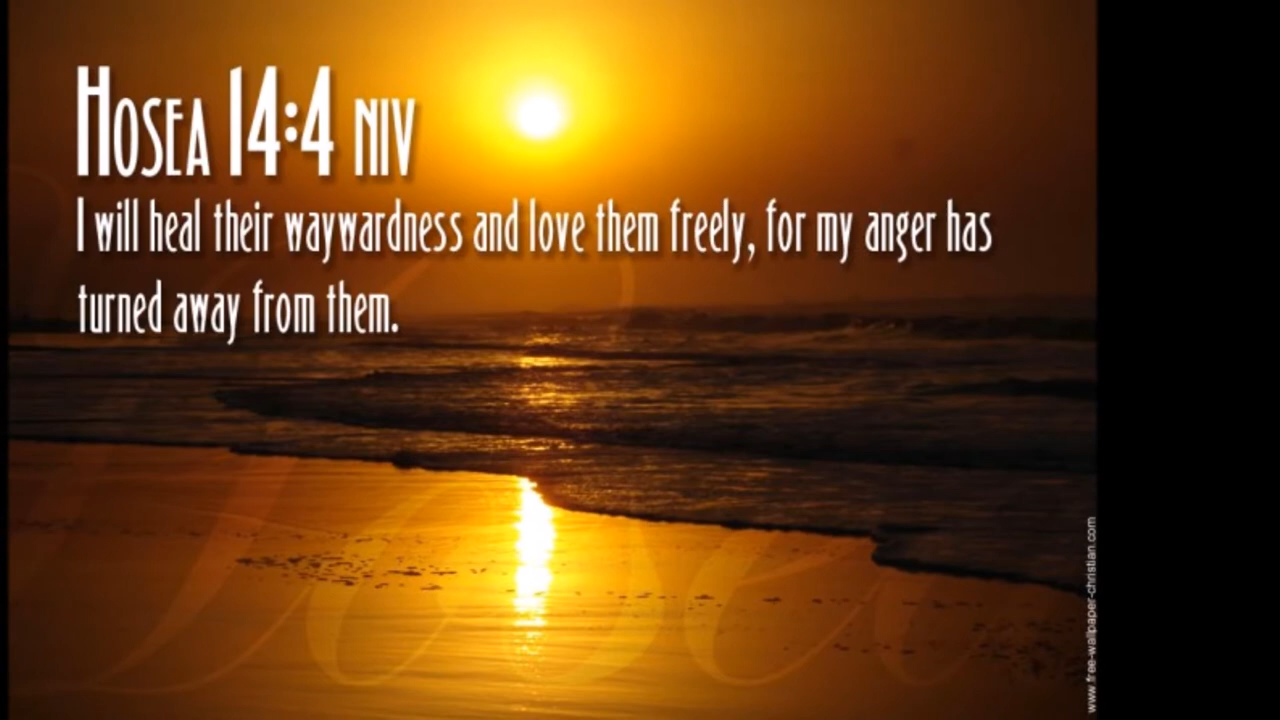 Hosea 14:4 NIV
I will heal their waywardness and love them freely, for my anger has
turned away from them.
Hosea
www.free-wallpaper-christian.com